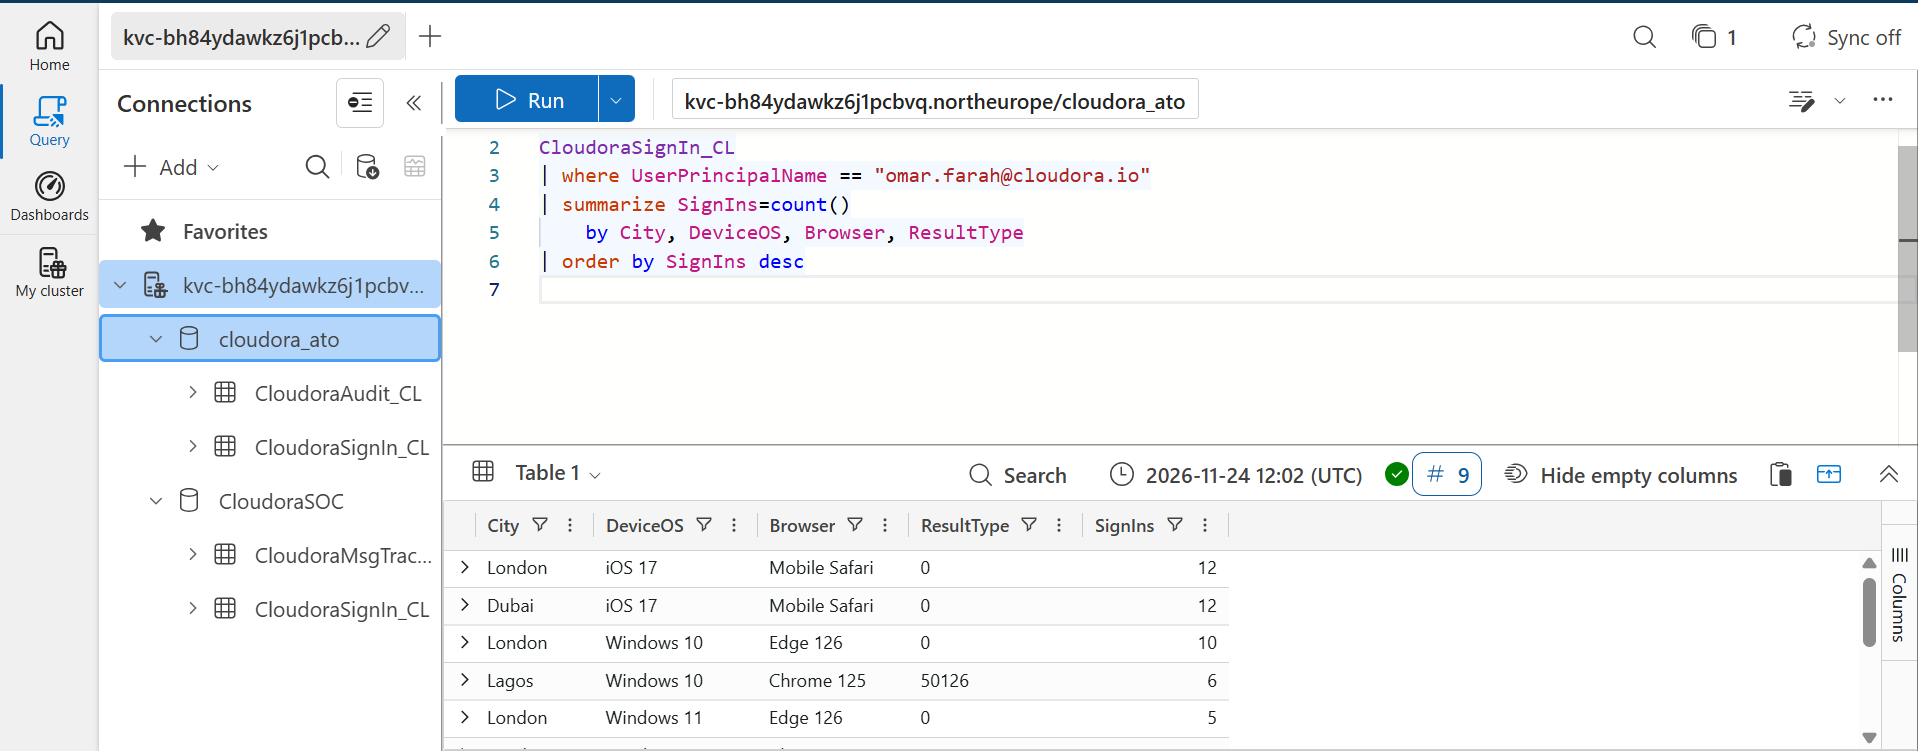 kvc-bh84ydawkz6j1pcb...
1
Sync off
Home
Query
Dashboards
My cluster
Connections
Add
Favorites
kvc-bh84ydawkz6j1pcbv...
cloudora_ato
CloudoraAudit_CL
CloudoraSignIn_CL
CloudoraSOC
CloudoraMsgTrac...
CloudoraSignIn_CL
Run
kvc-bh84ydawkz6j1pcbvq.northeurope/cloudora_ato
2 CloudoraSignIn_CL
3 | where UserPrincipalName == "omar.farah@cloudora.io"
4 | summarize SignIns=count()
5 by City, DeviceOS, Browser, ResultType
6 | order by SignIns desc
7
Table 1
Search
2026-11-24 12:02 (UTC)
# 9
Hide empty columns
City DeviceOS Browser ResultType SignIns
London iOS 17 Mobile Safari 0 12
Dubai iOS 17 Mobile Safari 0 12
London Windows 10 Edge 126 0 10
Lagos Windows 10 Chrome 125 50126 6
London Windows 11 Edge 126 0 5
Columns